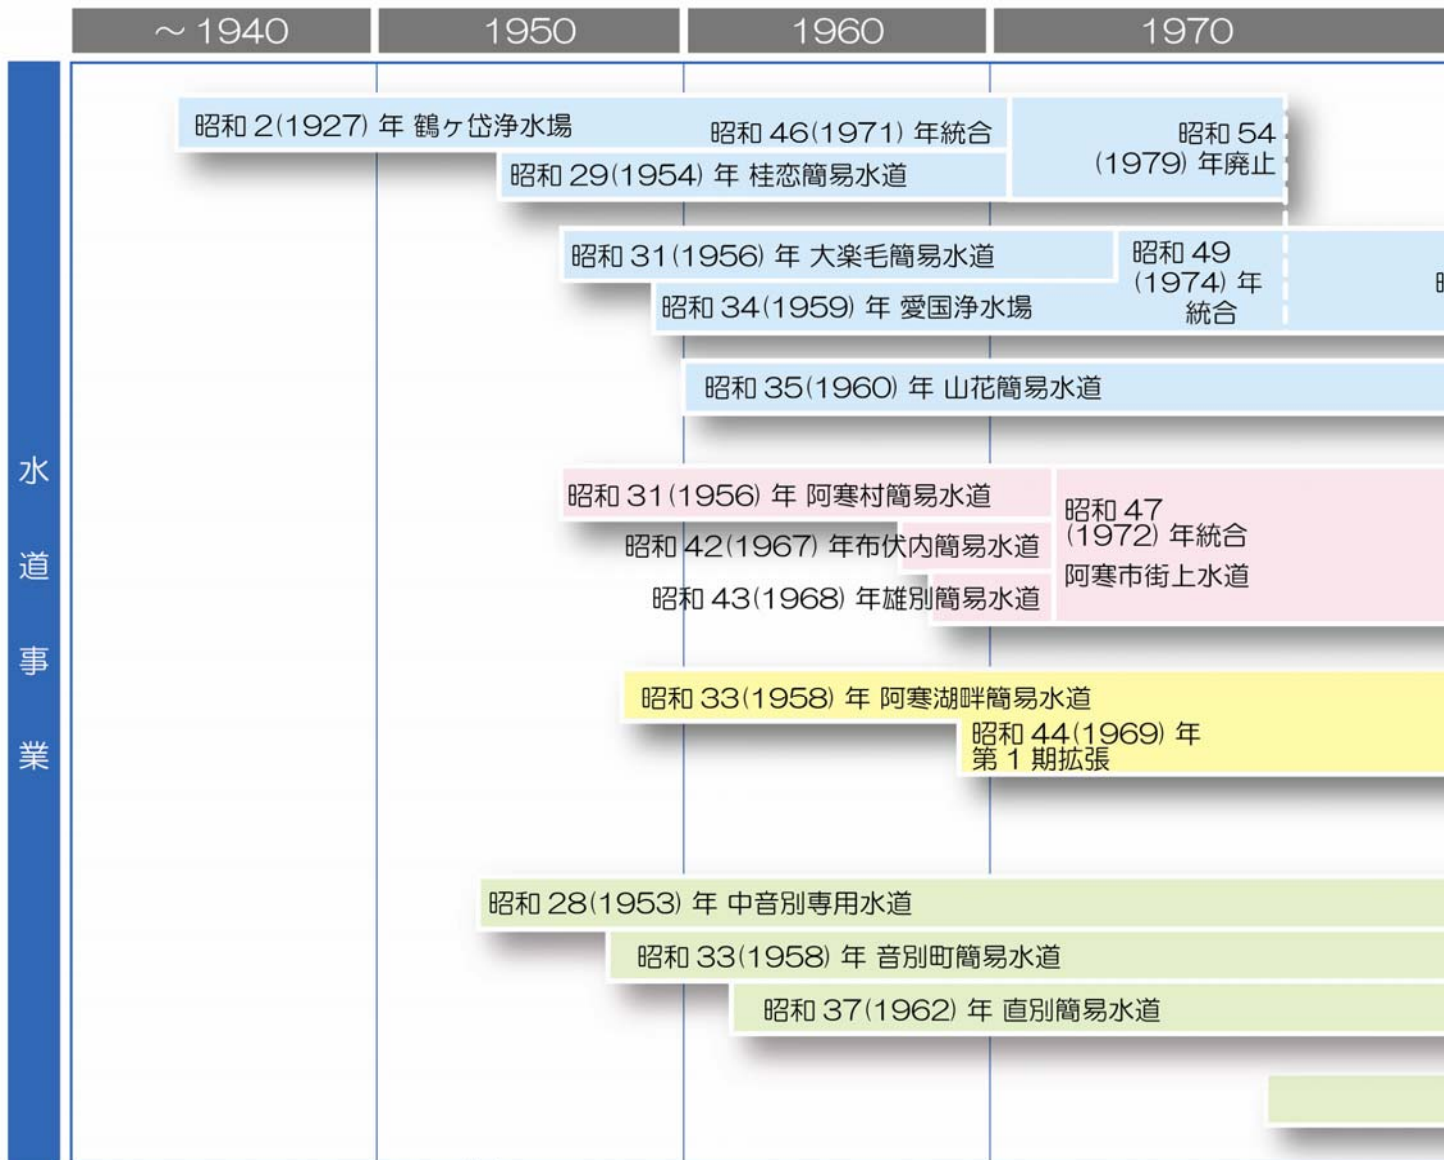 ～1940
1950
1960
1970
水道事業
昭和 2(1927) 年 鶴ヶ岱浄水場
昭和 46(1971) 年統合
昭和 54
(1979) 年廃止
昭和 29(1954) 年 桂恋簡易水道
昭和 31(1956) 年 大楽毛簡易水道
昭和 49
(1974) 年
統合
昭和 34(1959) 年 愛国浄水場
昭和 35(1960) 年 山花簡易水道
昭和 31(1956) 年 阿寒村簡易水道
昭和 47
(1972) 年統合
阿寒市街上水道
昭和 42(1967) 年布伏内簡易水道
昭和 43(1968) 年雄別簡易水道
昭和 33(1958) 年 阿寒湖畔簡易水道
昭和 44(1969) 年
第 1 期拡張
昭和 28(1953) 年 中音別専用水道
昭和 33(1958) 年 音別町簡易水道
昭和 37(1962) 年 直別簡易水道